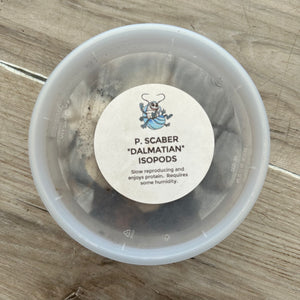 P. SCABER
"DALMATIAN"
ISOPODS
Slow reproducing and
enjoys protein. Requires
some humidity.